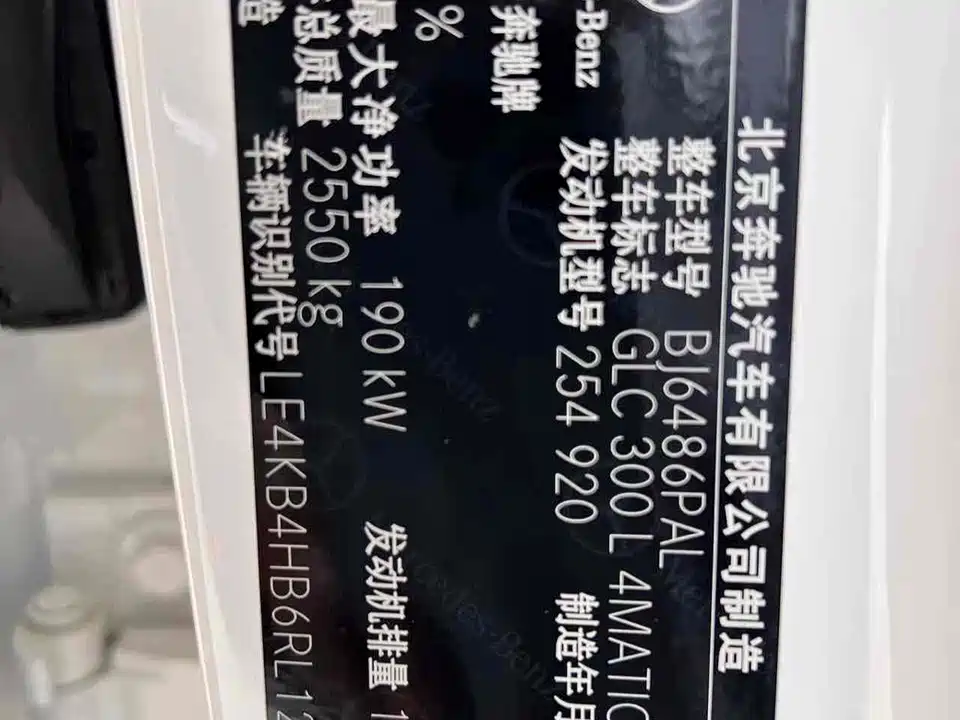 北京奔驰汽车有限公司制造
-Benz 整车型号 BJ6486PAL
整车标志 GLC 300 L 4MATIC
奔驰牌 发动机型号 254 920 制造年月
% 最大净功率 190 kW 发动机排量 1
总质量 2550 kg
造 车辆识别代号 LE4KB4HB6RL12